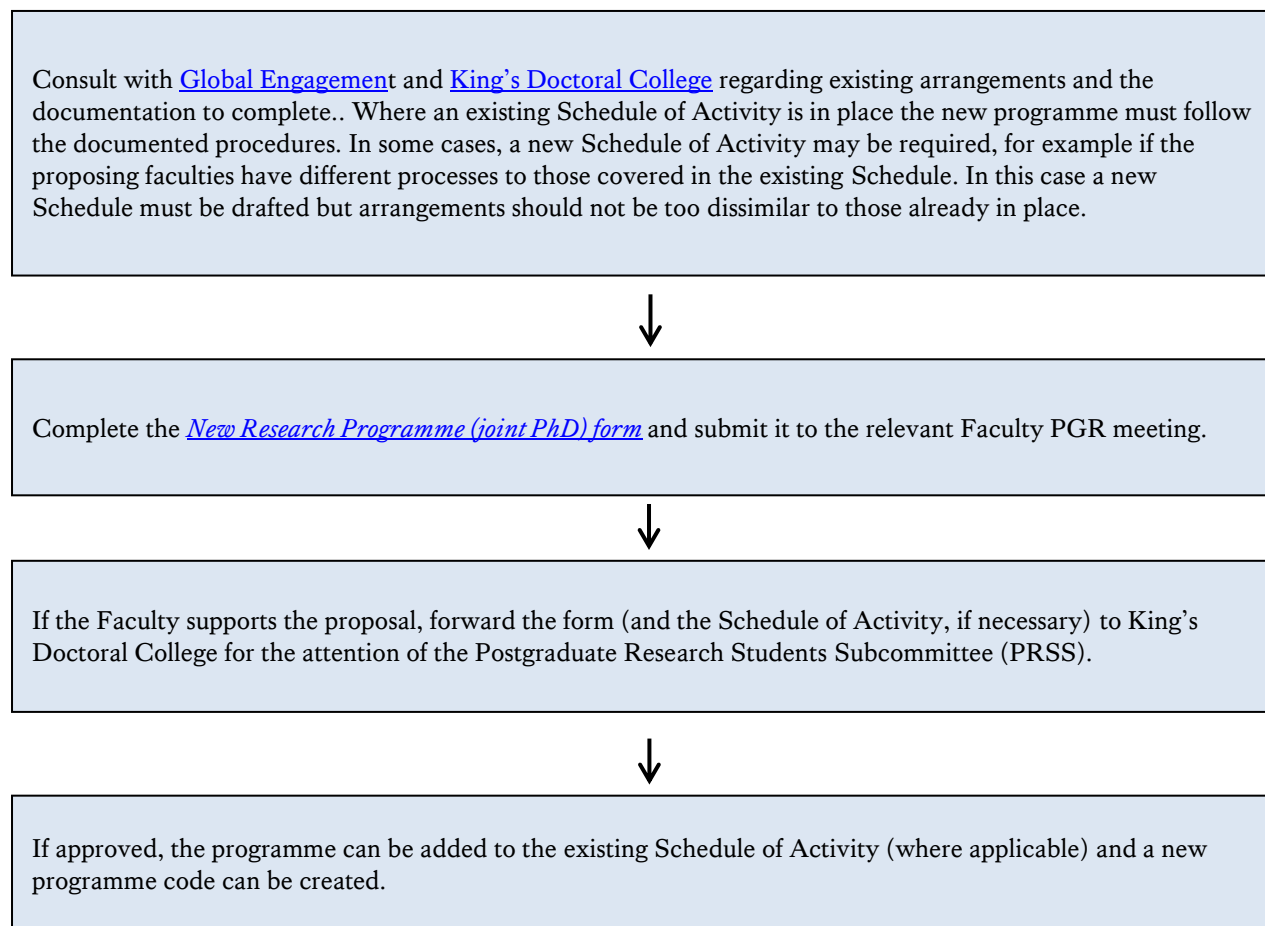 Consult with Global Engagement and King's Doctoral College regarding existing arrangements and the
documentation to complete.. Where an existing Schedule of Activity is in place the new programme must follow
the documented procedures. In some cases, a new Schedule of Activity may be required, for example if the
proposing faculties have different processes to those covered in the existing Schedule. In this case a new
Schedule must be drafted but arrangements should not be too dissimilar to those already in place.
Complete the New Research Programme (joint PhD) form and submit it to the relevant Faculty PGR meeting.
If the Faculty supports the proposal, forward the form (and the Schedule of Activity, if necessary) to King's
Doctoral College for the attention of the Postgraduate Research Students Subcommittee (PRSS).
If approved, the programme can be added to the existing Schedule of Activity (where applicable) and a new
programme code can be created.